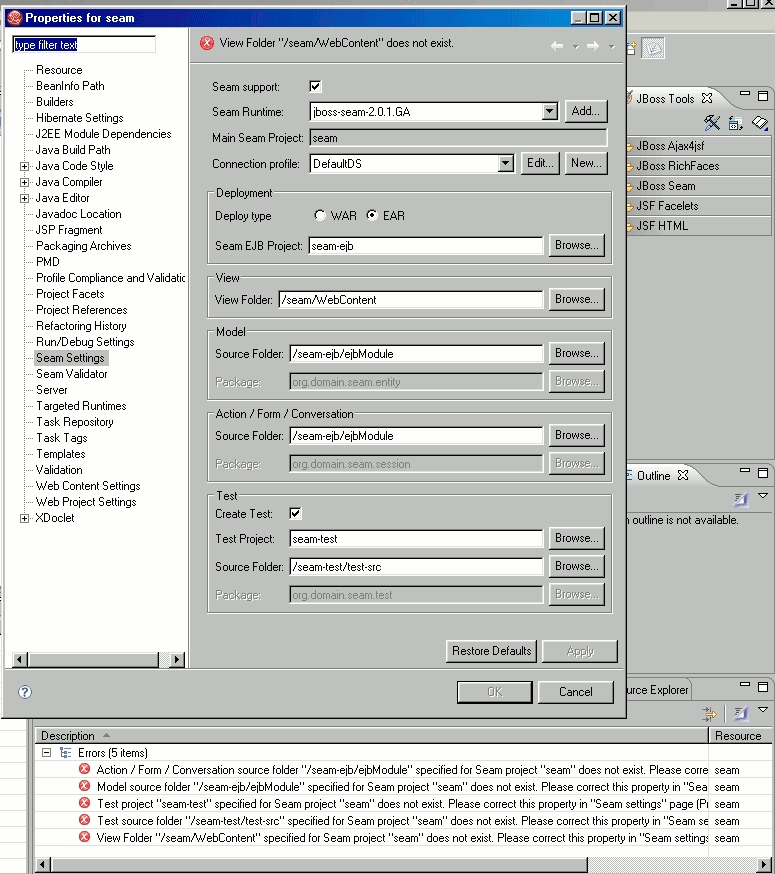 Properties for seam
type filter text
Resource
BeanInfo Path
Builders
Hibernate Settings
J2EE Module Dependencies
Java Build Path
Java Code Style
Java Compiler
Java Editor
Javadoc Location
JSP Fragment
Packaging Archives
PMD
Profile Compliance and Validatic
Project Facets
Project References
Refactoring History
Run/Debug Settings
Seam Settings
Seam Validator
Server
Targeted Runtimes
Task Repository
Task Tags
Templates
Validation
Web Content Settings
Web Project Settings
XDoclet
View Folder "/seam/WebContent" does not exist.
Seam support:
Seam Runtime: jboss-seam-2.0.1.GA Add...
Main Seam Project: seam
Connection profile: DefaultDS Edit... New...
Deployment
Deploy type WAR EAR
Seam EJB Project: seam-ejb Browse...
View
View Folder: /seam/WebContent Browse...
Model
Source Folder: /seam-ejb/ejbModule Browse...
Package: org.domain.seam.entity Browse...
Action / Form / Conversation
Source Folder: /seam-ejb/ejbModule Browse...
Package: org.domain.seam.session Browse...
Test
Create Test:
Test Project: seam-test Browse...
Source Folder: /seam-test/test-src Browse...
Package: org.domain.seam.test Browse...
Restore Defaults Apply
OK Cancel
JBoss Tools
JBoss Ajax4jsf
JBoss RichFaces
JBoss Seam
JSF Facelets
JSF HTML
Outline
n outline is not available.
urce Explorer
Description Resource
Errors (5 items)
Action / Form / Conversation source folder "/seam-ejb/ejbModule" specified for Seam project "seam" does not exist. Please corre seam
Model source folder "/seam-ejb/ejbModule" specified for Seam project "seam" does not exist. Please correct this property in "Sea seam
Test project "seam-test" specified for Seam project "seam" does not exist. Please correct this property in "Seam settings" page (Pr seam
Test source folder "/seam-test/test-src" specified for Seam project "seam" does not exist. Please correct this property in "Seam se seam
View Folder "/seam/WebContent" specified for Seam project "seam" does not exist. Please correct this property in "Seam settings seam